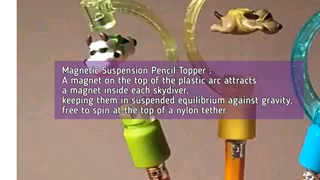 Magnetic Suspension Pencil Topper :
A magnet on the top of the plastic arc attracts
a magnet inside each skydiver,
keeping them in suspended equilibrium against gravity,
free to spin at the top of a nylon tether.